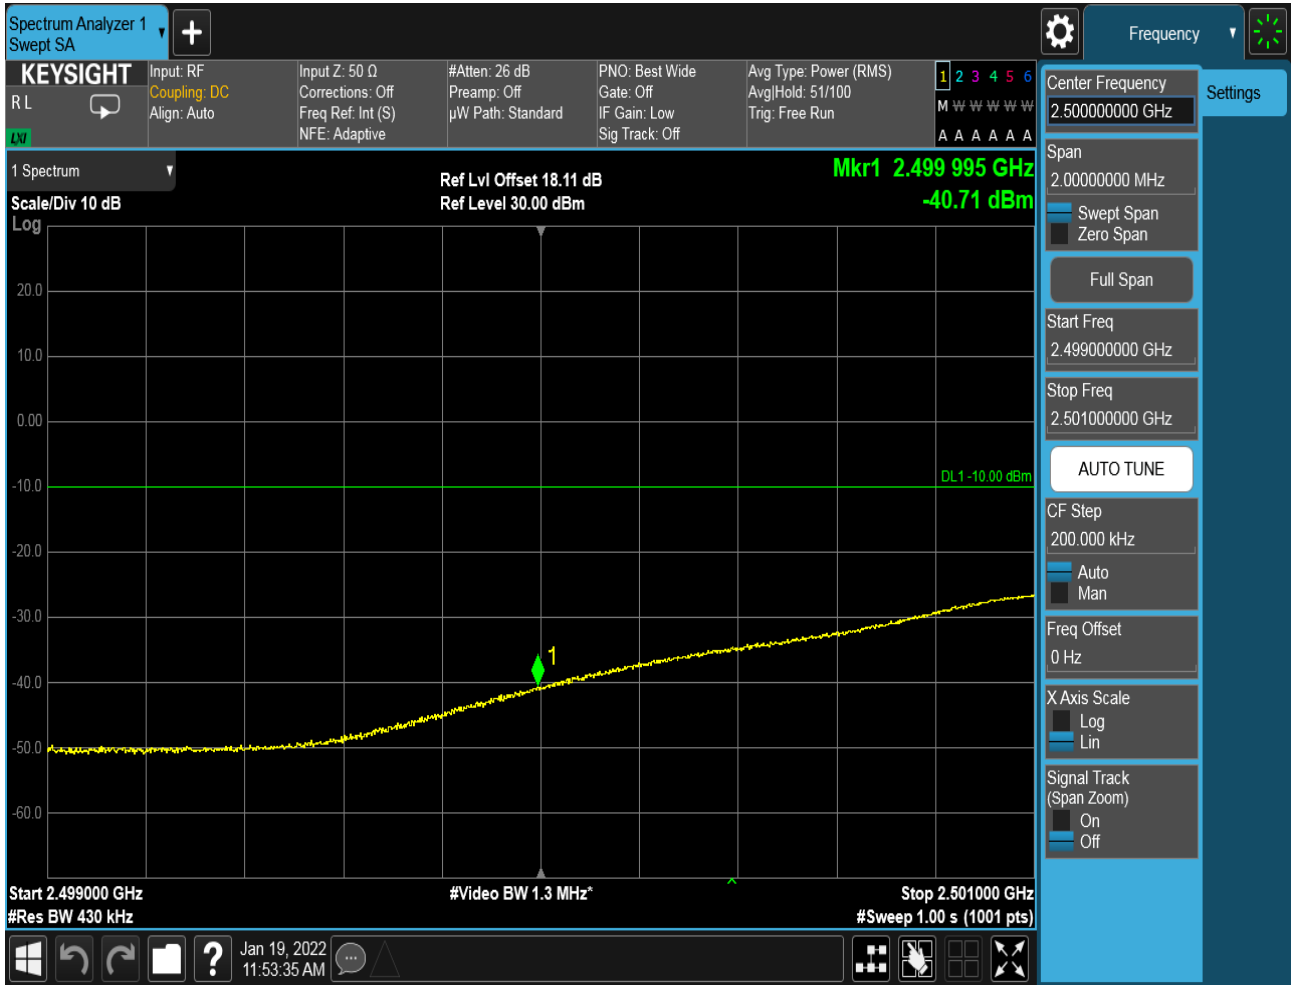 Spectrum Analyzer 1
Swept SA
Frequency
KEYSIGHT
R L
LXI
Input: RF
Coupling: DC
Align: Auto
Input Z: 50 Ω
Corrections: Off
Freq Ref: Int (S)
NFE: Adaptive
#Atten: 26 dB
Preamp: Off
µW Path: Standard
PNO: Best Wide
Gate: Off
IF Gain: Low
Sig Track: Off
Avg Type: Power (RMS)
Avg|Hold: 51/100
Trig: Free Run
1 2 3 4 5 6
M W W W W W
A A A A A A
1 Spectrum
Scale/Div 10 dB
Log
Ref Lvl Offset 18.11 dB
Ref Level 30.00 dBm
Mkr1 2.499 995 GHz
-40.71 dBm
20.0
10.0
0.00
-10.0
-20.0
-30.0
-40.0
-50.0
-60.0
DL1 -10.00 dBm
1
Start 2.499000 GHz
#Res BW 430 kHz
#Video BW 1.3 MHz*
Stop 2.501000 GHz
#Sweep 1.00 s (1001 pts)
Jan 19, 2022
11:53:35 AM
Center Frequency
2.500000000 GHz
Settings
Span
2.00000000 MHz
Swept Span
Zero Span
Full Span
Start Freq
2.499000000 GHz
Stop Freq
2.501000000 GHz
AUTO TUNE
CF Step
200.000 kHz
Auto
Man
Freq Offset
0 Hz
X Axis Scale
Log
Lin
Signal Track
(Span Zoom)
On
Off